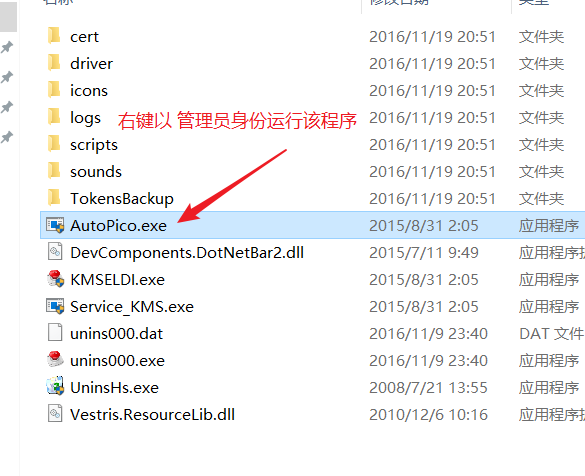 名称 修改日期 类型
cert 2016/11/19 20:51 文件夹
driver 2016/11/19 20:51 文件夹
icons 2016/11/19 20:51 文件夹
logs 2016/11/19 20:51 文件夹
右键以 管理员身份运行该程序
scripts 2016/11/19 20:51 文件夹
sounds 2016/11/19 20:51 文件夹
TokensBackup 2016/11/19 20:51 文件夹
AutoPico.exe 2015/8/31 2:05 应用程序
DevComponents.DotNetBar2.dll 2015/7/11 9:49 应用程序扩
KMSELDI.exe 2015/8/31 2:05 应用程序
Service_KMS.exe 2015/8/31 2:05 应用程序
unins000.dat 2016/11/9 23:40 DAT 文件
unins000.exe 2016/11/9 23:40 应用程序
UninsHs.exe 2008/7/21 13:55 应用程序
Vestris.ResourceLib.dll 2010/12/6 10:16 应用程序扩